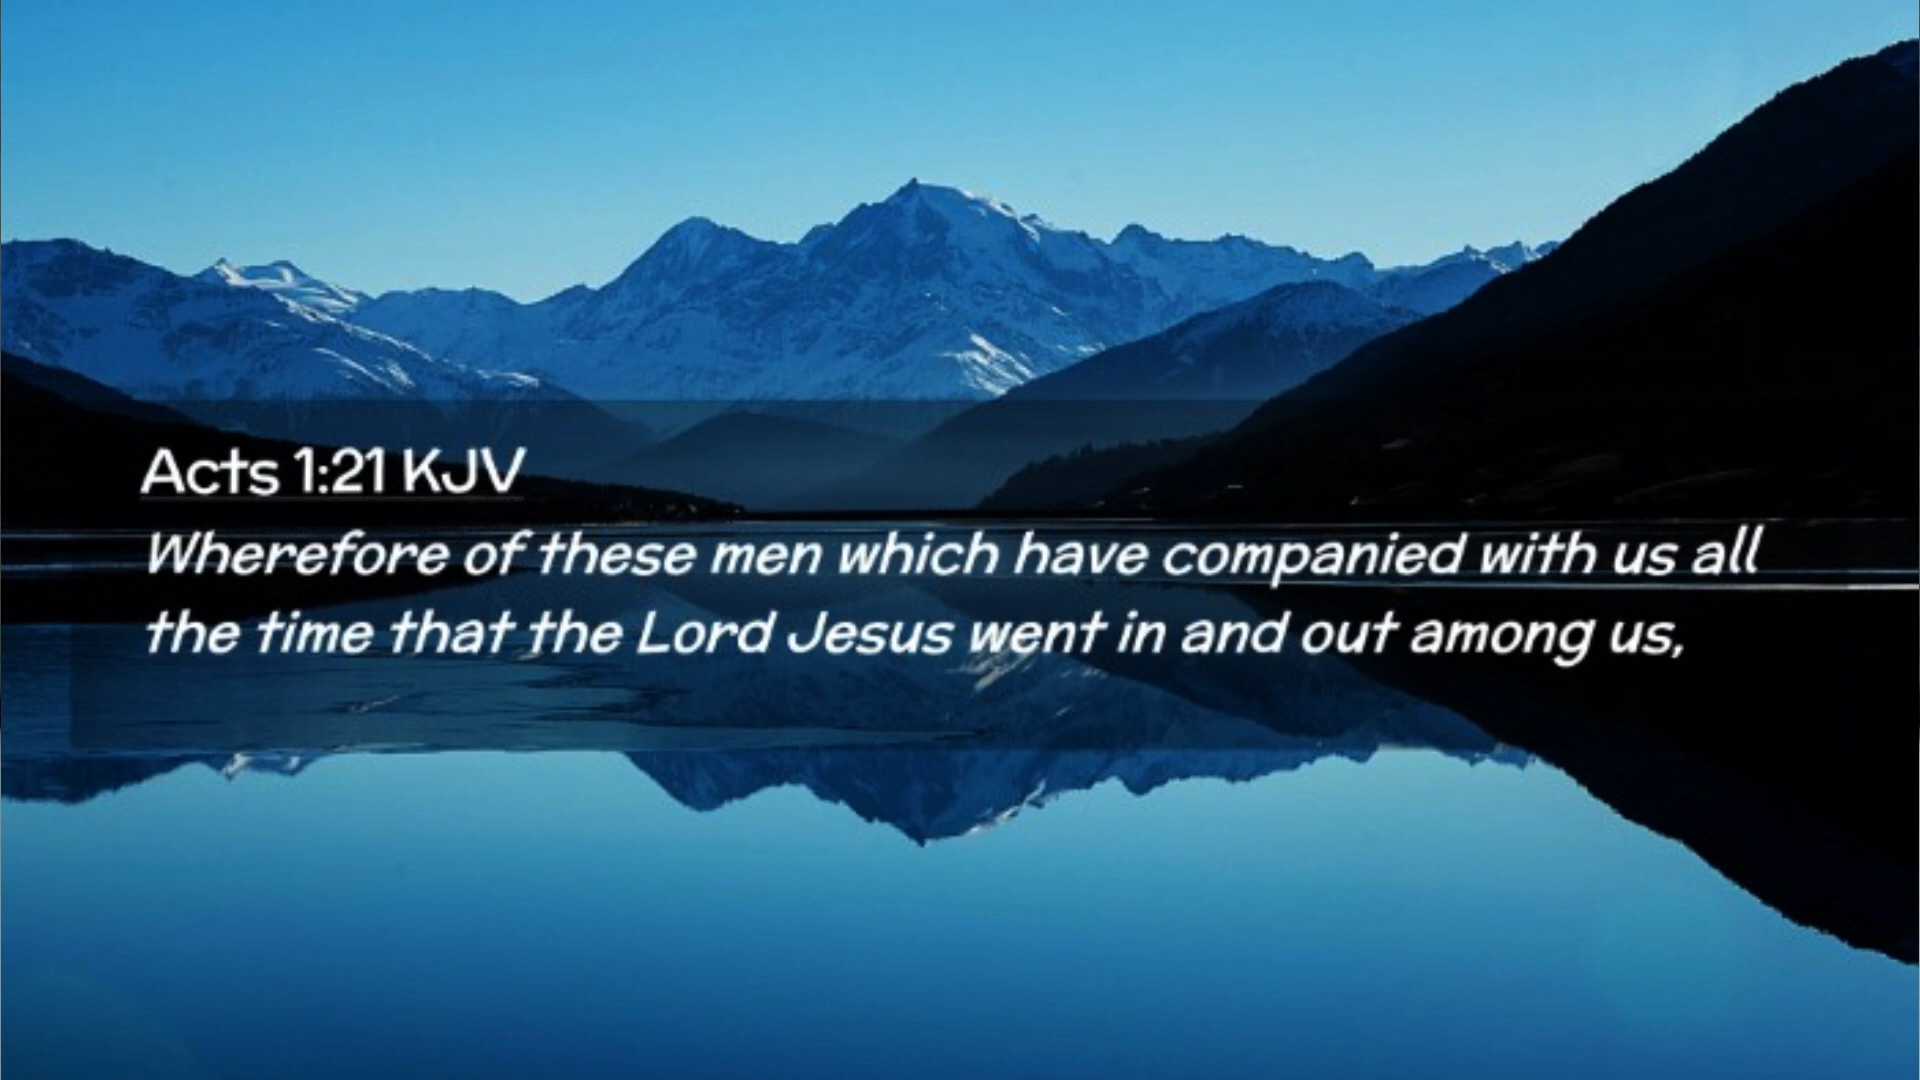 Acts 1:21 KJV
Wherefore of these men which have companied with us all
the time that the Lord Jesus went in and out among us,